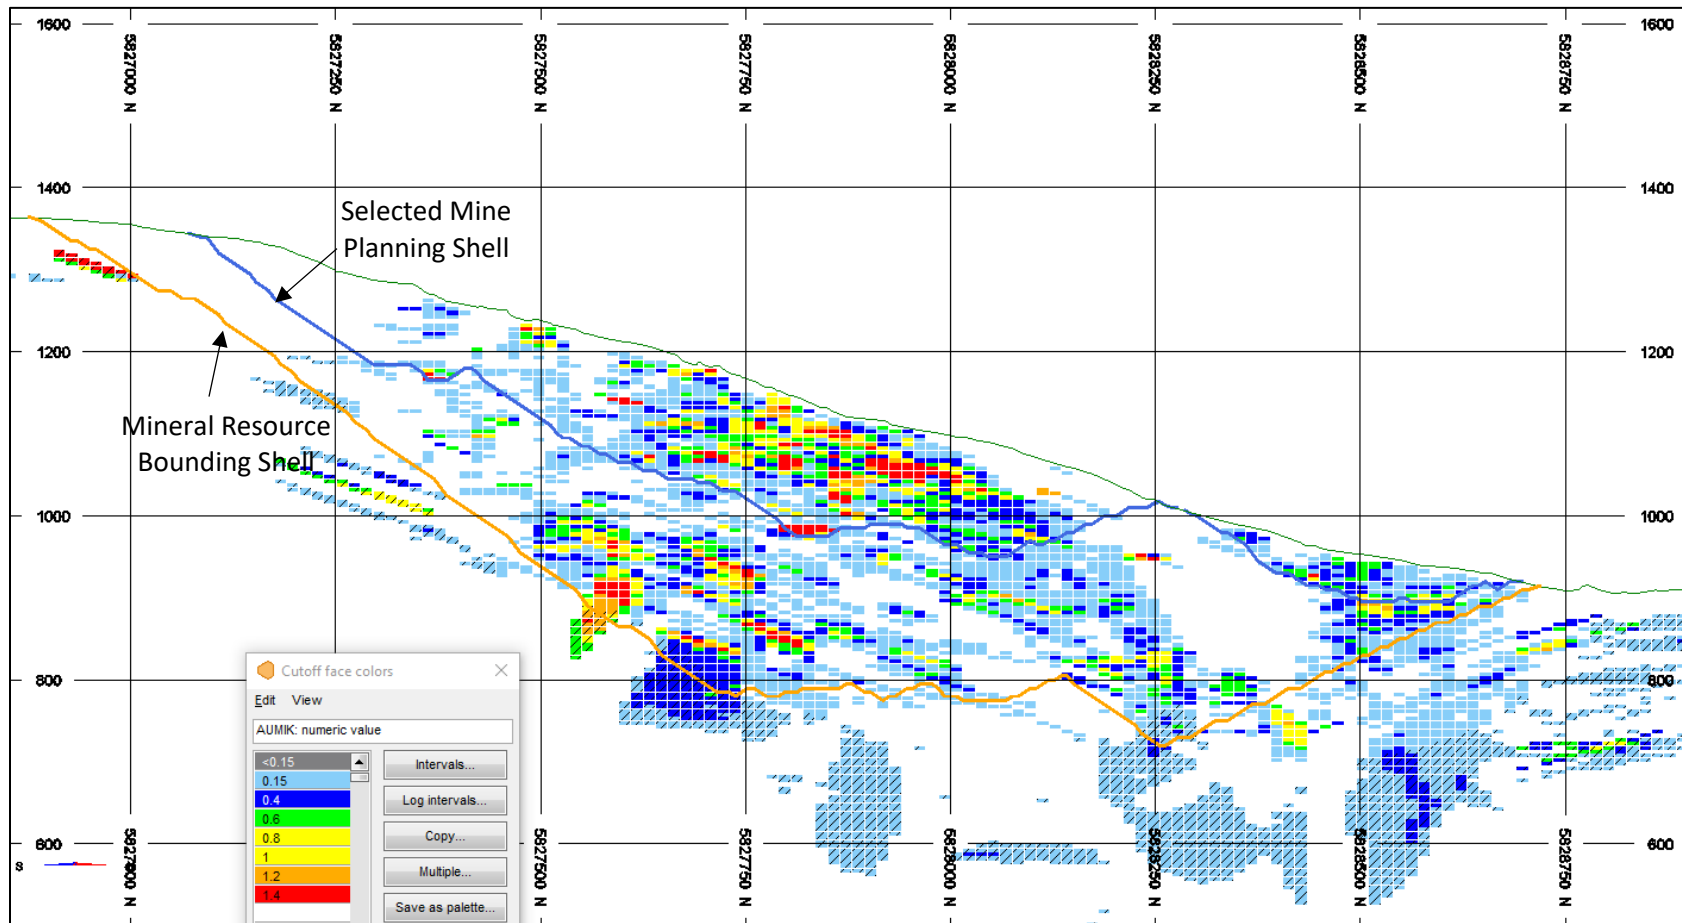 1600
5827000 N
5827250 N
5827500 N
5827750 N
5828000 N
5828250 N
5828500 N
5828750 N
1600
1400
1400
Selected Mine
Planning Shell
1200
1200
Mineral Resource
Bounding Shell
1000
1000
800
800
Cutoff face colors
Edit View
AUMIK: numeric value
<0.15
0.15
0.4
0.6
0.8
1
1.2
1.4
Intervals...
Log intervals...
Copy...
Multiple...
Save as palette...
600
600
S
5827000 N
5827500 N
5827750 N
5828000 N
5828250 N
5828500 N
5828750 N